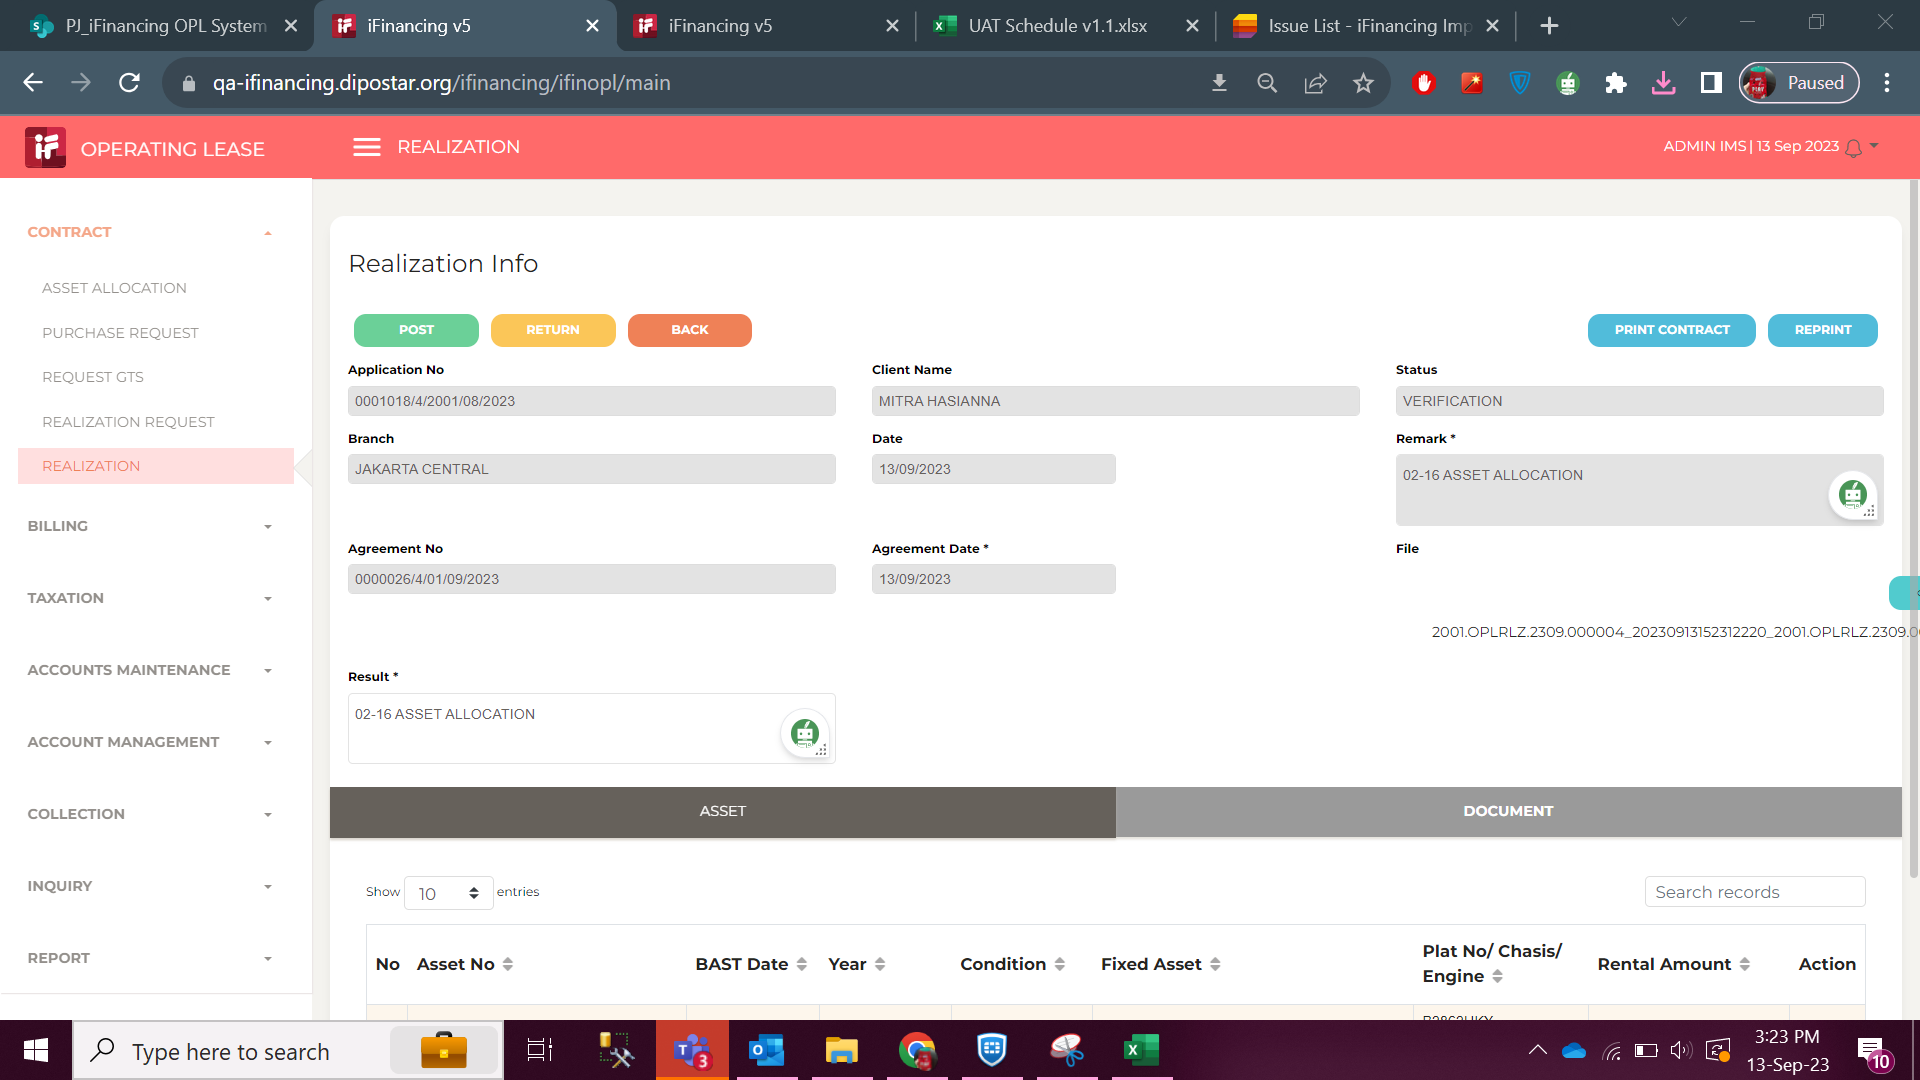 PJ_iFinancing OPL System
iFinancing v5
iFinancing v5
UAT Schedule v1.1.xlsx
Issue List - iFinancing Imp
qa-ifinancing.dipostar.org/ifinancing/ifinopl/main
Paused
iF OPERATING LEASE
REALIZATION
ADMIN IMS | 13 Sep 2023
CONTRACT
ASSET ALLOCATION
PURCHASE REQUEST
REQUEST GTS
REALIZATION REQUEST
REALIZATION
BILLING
TAXATION
ACCOUNTS MAINTENANCE
ACCOUNT MANAGEMENT
COLLECTION
INQUIRY
REPORT
Realization Info
POST
RETURN
BACK
PRINT CONTRACT
REPRINT
Application No
Client Name
Status
0001018/4/2001/08/2023
MITRA HASIANNA
VERIFICATION
Branch
Date
Remark *
JAKARTA CENTRAL
13/09/2023
02-16 ASSET ALLOCATION
Agreement No
Agreement Date *
File
0000026/4/01/09/2023
13/09/2023
2001.OPLRLZ.2309.000004_20230913152312220_2001.OPLRLZ.2309.0
Result *
02-16 ASSET ALLOCATION
ASSET
DOCUMENT
Show 10 entries
Search records
No
Asset No
BAST Date
Year
Condition
Fixed Asset
Plat No/ Chasis/
Engine
Rental Amount
Action
Type here to search
3
3:23 PM
13-Sep-23
10